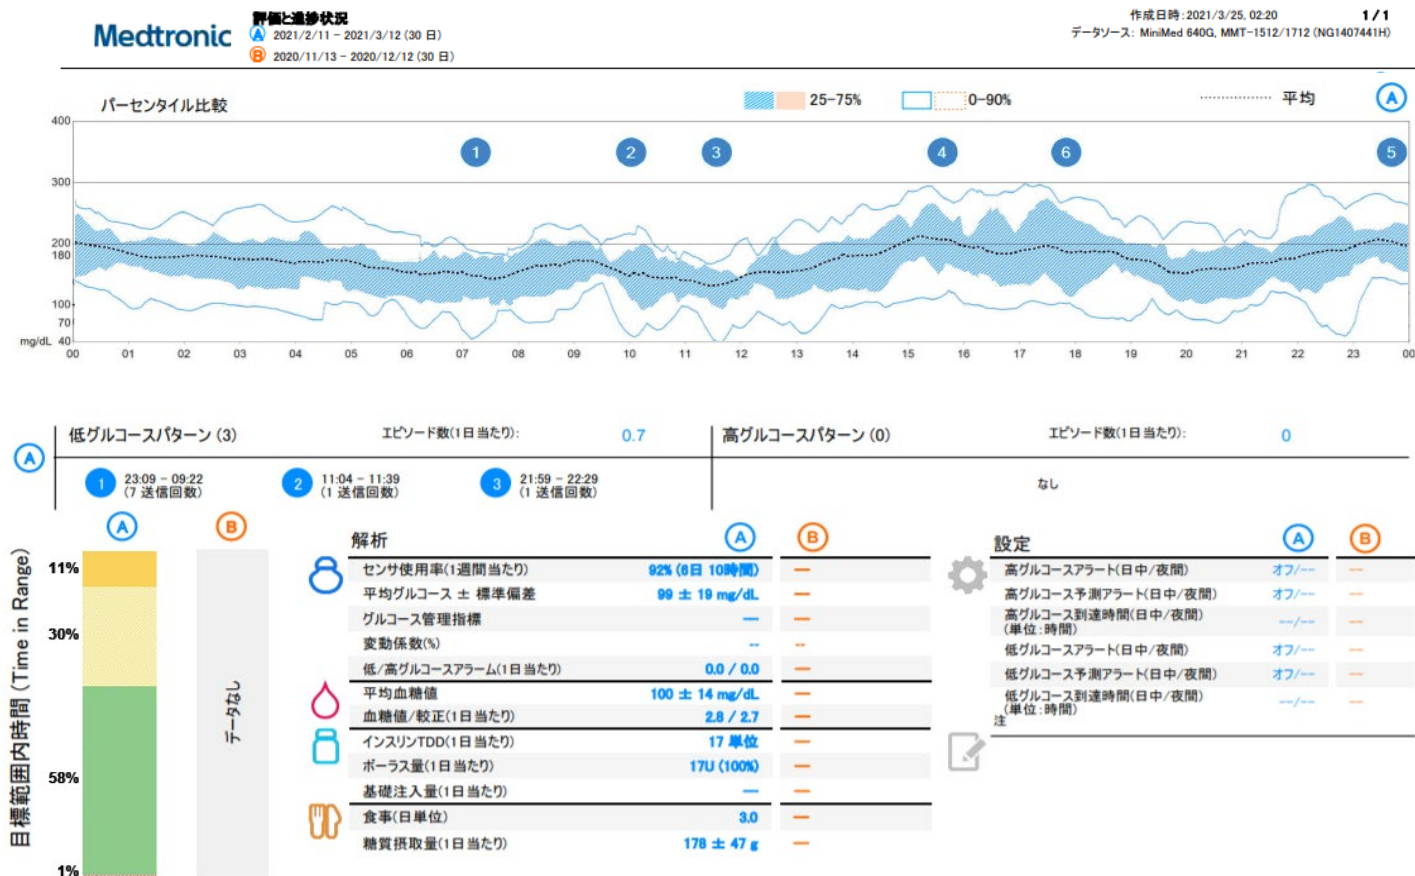 Medtronic
評価と進捗状況
A 2021/2/11 - 2021/3/12 (30 日)
B 2020/11/13 - 2020/12/12 (30 日)
作成日時:2021/3/25, 02:20
1/1
データソース: MiniMed 640G, MMT-1512/1712 (NG1407441H)
パーセンタイル比較
25-75%
0-90%
平均
A
400
300
200
180
100
70
mg/dL 40
1 2 3 4 6 5
00 01 02 03 04 05 06 07 08 09 10 11 12 13 14 15 16 17 18 19 20 21 22 23 00
A
低グルコースパターン (3) エピソード数(1日当たり): 0.7
1 23:09 - 09:22
(7 送信回数)
2 11:04 - 11:39
(1 送信回数)
3 21:59 - 22:29
(1 送信回数)
高グルコースパターン (0) エピソード数(1日当たり): 0
なし
目標範囲内時間 (Time in Range)
A B
11%
30%
58%
1%
データなし
解析 A B
センサ使用率(1週間当たり) 92% (6日 10時間) —
平均グルコース ± 標準偏差 99 ± 19 mg/dL —
グルコース管理指標 --- —
変動係数(%) -- --
低/高グルコースアラーム(1日当たり) 0.0 / 0.0 —
平均血糖値 100 ± 14 mg/dL —
血糖値/較正(1日当たり) 2.8 / 2.7 —
インスリンTDD(1日当たり) 17 単位 —
ボーラス量(1日当たり) 17U (100%) —
基礎注入量(1日当たり) --- —
食事(日単位) 3.0 —
糖質摂取量(1日当たり) 178 ± 47 g —
設定 A B
高グルコースアラート(日中/夜間) オフ/-- --
高グルコース予測アラート(日中/夜間) オフ/-- --
高グルコース到達時間(日中/夜間) --/-- --
(単位:時間)
低グルコースアラート(日中/夜間) オフ/-- --
低グルコース予測アラート(日中/夜間) オフ/-- --
低グルコース到達時間(日中/夜間) --/-- --
(単位:時間)
注